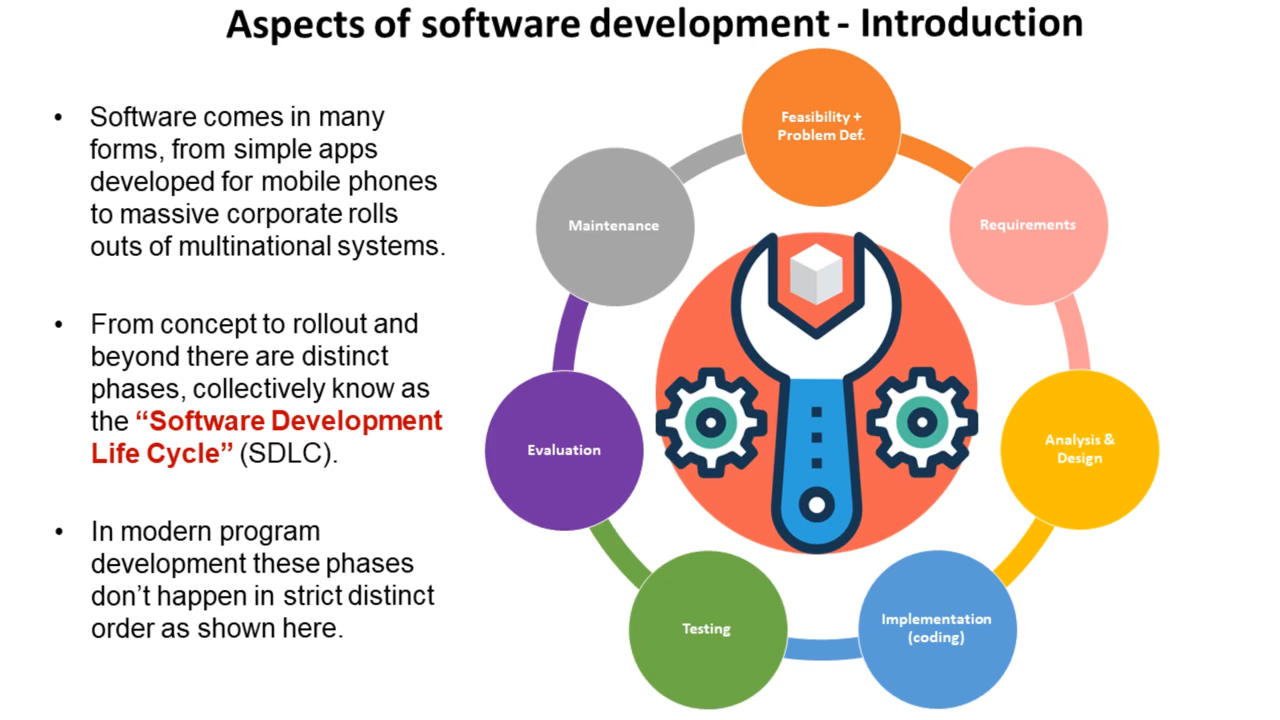 Aspects of software development - Introduction
• Software comes in many
forms, from simple apps
developed for mobile phones
to massive corporate rolls
outs of multinational systems.
• From concept to rollout and
beyond there are distinct
phases, collectively know as
the “Software Development
Life Cycle” (SDLC).
• In modern program
development these phases
don’t happen in strict distinct
order as shown here.
Feasibility +
Problem Def.
Requirements
Analysis &
Design
Implementation
(coding)
Testing
Evaluation
Maintenance